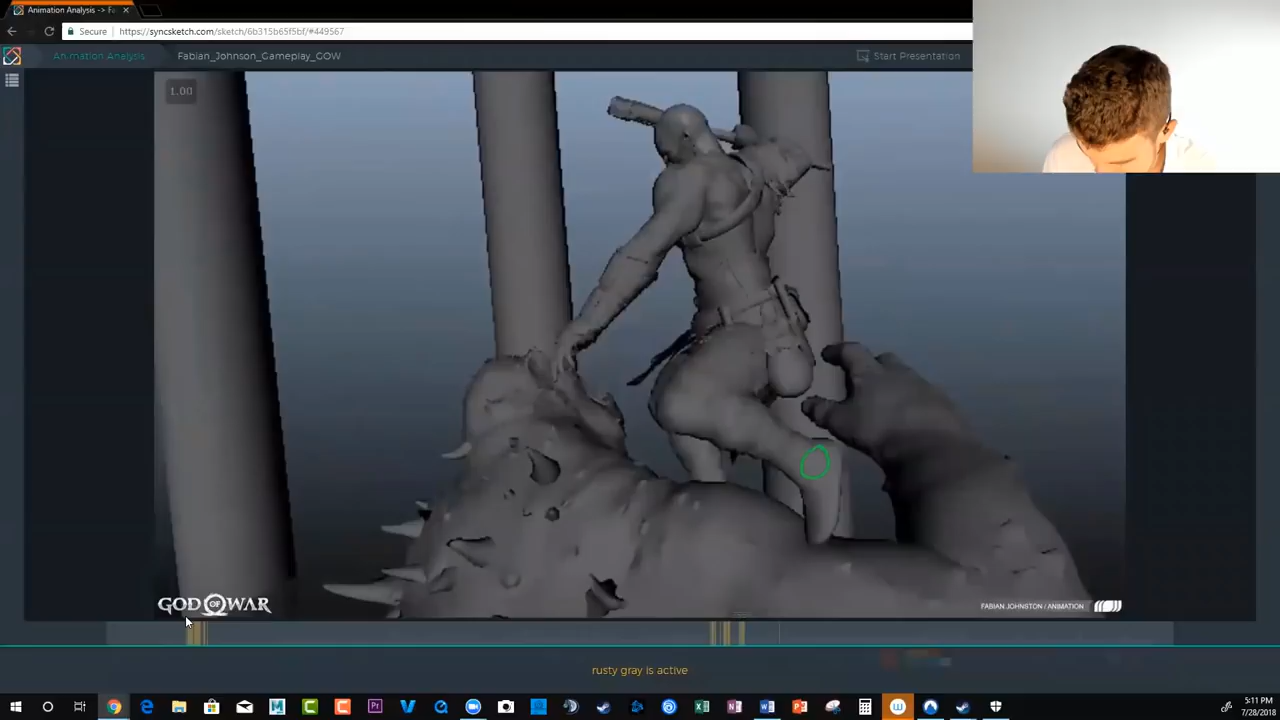 Animation Analysis -> Fa
Secure
https://syncsketch.com/sketch/6b315b65f5bf/#449567
Animation Analysis
Fabian_Johnson_Gameplay_GOW
Start Presentation
1.00
GOD OF WAR
FABIAN JOHNSTON / ANIMATION
rusty gray is active
5:11 PM
7/28/2018